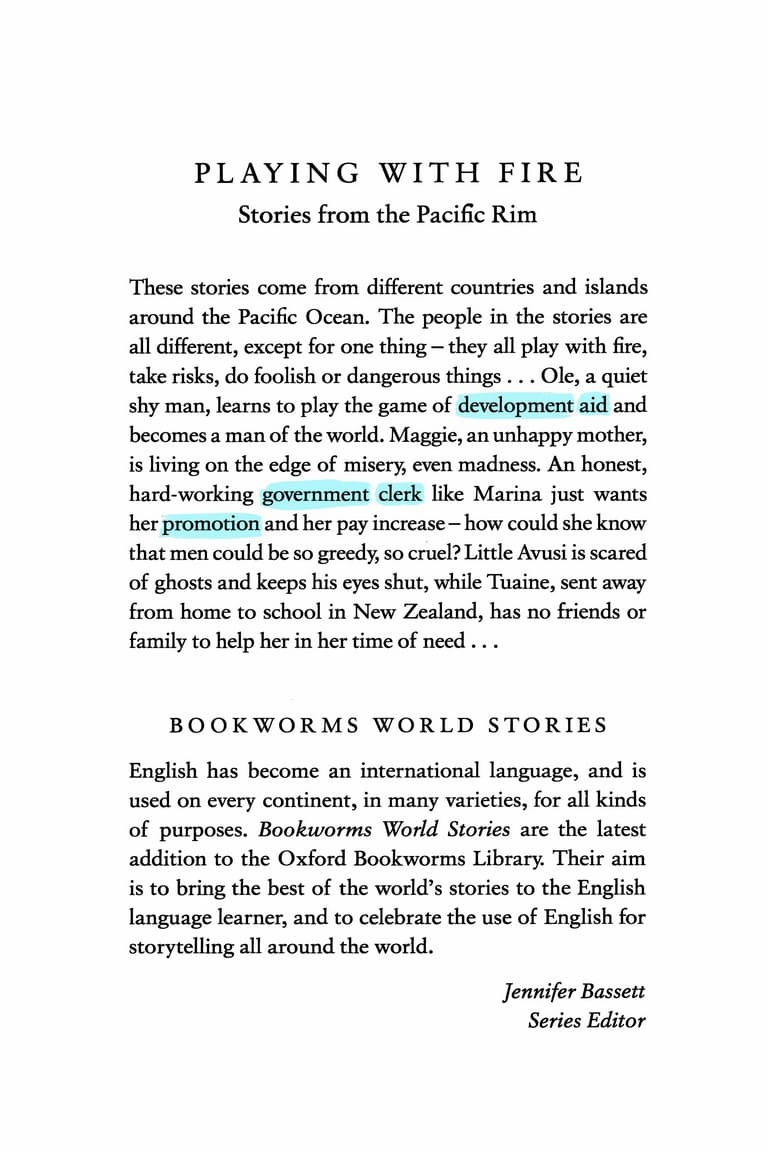 PLAYING WITH FIRE
Stories from the Pacific Rim
These stories come from different countries and islands
around the Pacific Ocean. The people in the stories are
all different, except for one thing – they all play with fire,
take risks, do foolish or dangerous things . . . Ole, a quiet
shy man, learns to play the game of development aid and
becomes a man of the world. Maggie, an unhappy mother,
is living on the edge of misery, even madness. An honest,
hard-working government clerk like Marina just wants
her promotion and her pay increase – how could she know
that men could be so greedy, so cruel? Little Avusi is scared
of ghosts and keeps his eyes shut, while Tuaine, sent away
from home to school in New Zealand, has no friends or
family to help her in her time of need . . .
BOOKWORMS WORLD STORIES
English has become an international language, and is
used on every continent, in many varieties, for all kinds
of purposes. Bookworms World Stories are the latest
addition to the Oxford Bookworms Library. Their aim
is to bring the best of the world's stories to the English
language learner, and to celebrate the use of English for
storytelling all around the world.
Jennifer Bassett
Series Editor